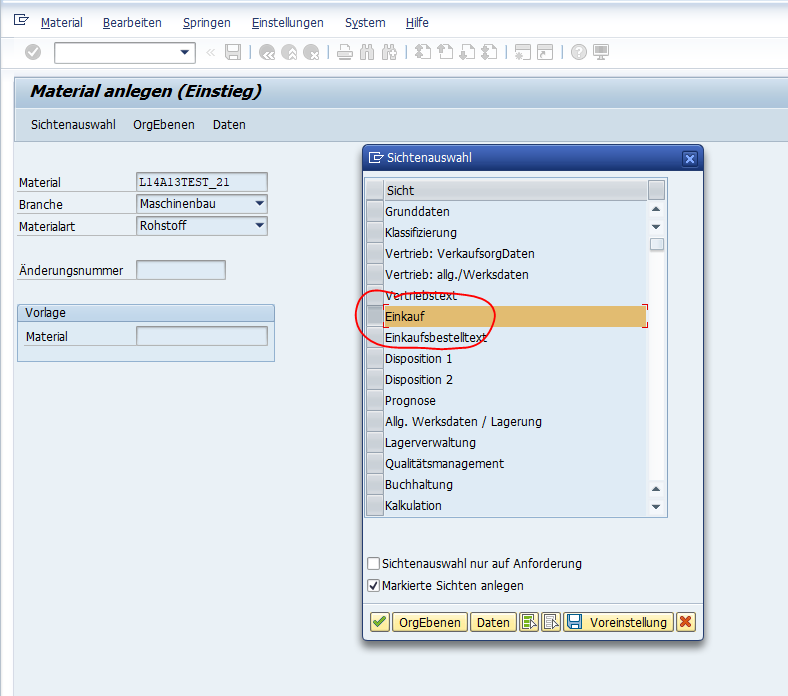 Material Bearbeiten Springen Einstellungen System Hilfe
Material anlegen (Einstieg)
Sichtenauswahl OrgEbenen Daten
Material L14A13TEST_21
Branche Maschinenbau
Materialart Rohstoff
Änderungsnummer
Vorlage
Material
Sichtenauswahl
Sicht
Grunddaten
Klassifizierung
Vertrieb: VerkaufsorgDaten
Vertrieb: allg./Werksdaten
Vertriebstext
Einkauf
Einkaufsbestelltext
Disposition 1
Disposition 2
Prognose
Allg. Werksdaten / Lagerung
Lagerverwaltung
Qualitätsmanagement
Buchhaltung
Kalkulation
Sichtenauswahl nur auf Anforderung
Markierte Sichten anlegen
OrgEbenen Daten Voreinstellung